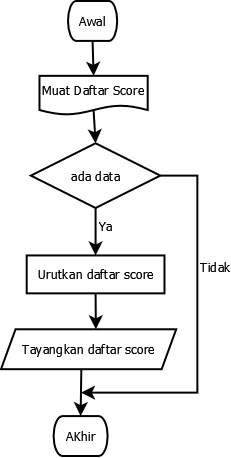 Awal
Muat Daftar Score
ada data
Ya
Urutkan daftar score
Tidak
Tayangkan daftar score
AKhir